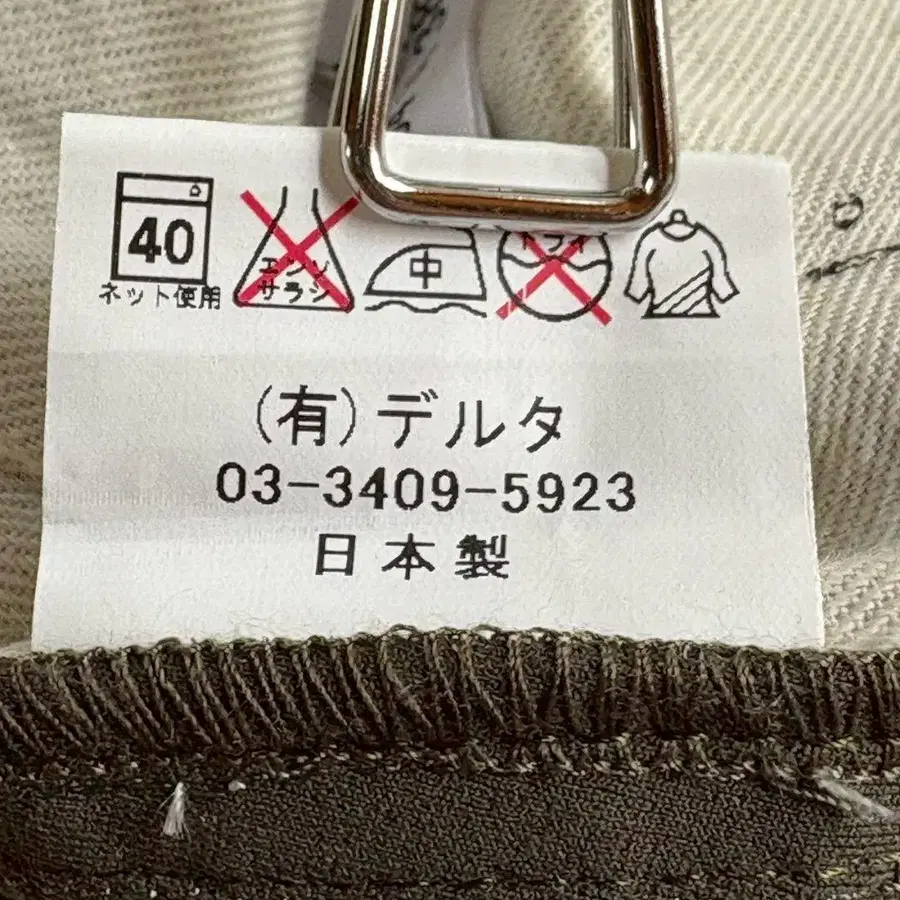 40
ネット使用
エンソ
サラシ
中
ドライ
(有)デルタ
03-3409-5923
日本製